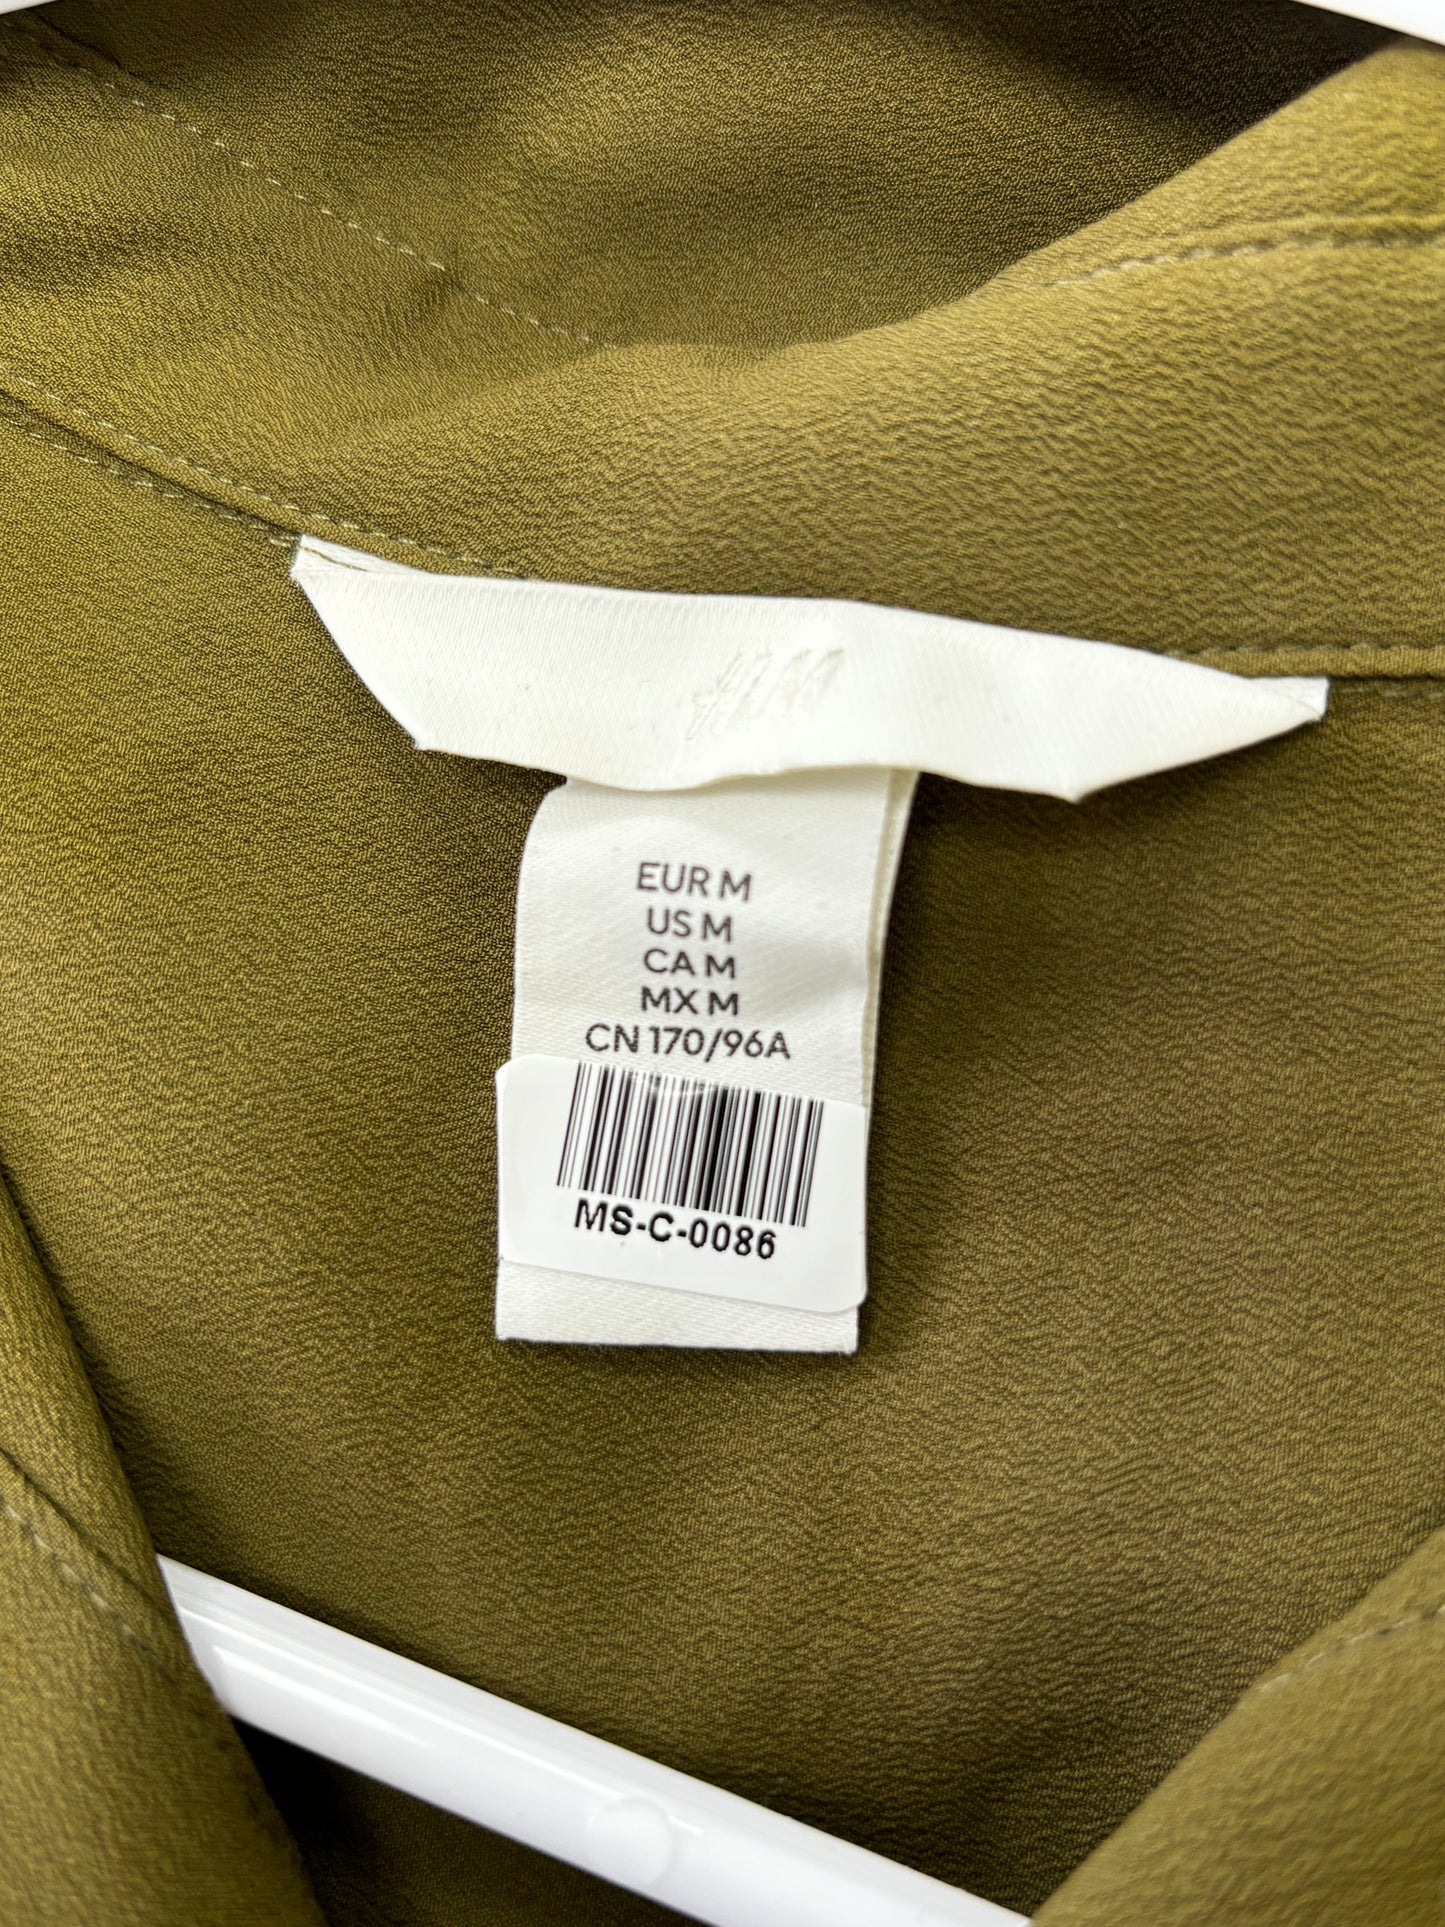 H&M
EUR M
US M
CA M
MX M
CN 170/96A
MS-C-0086